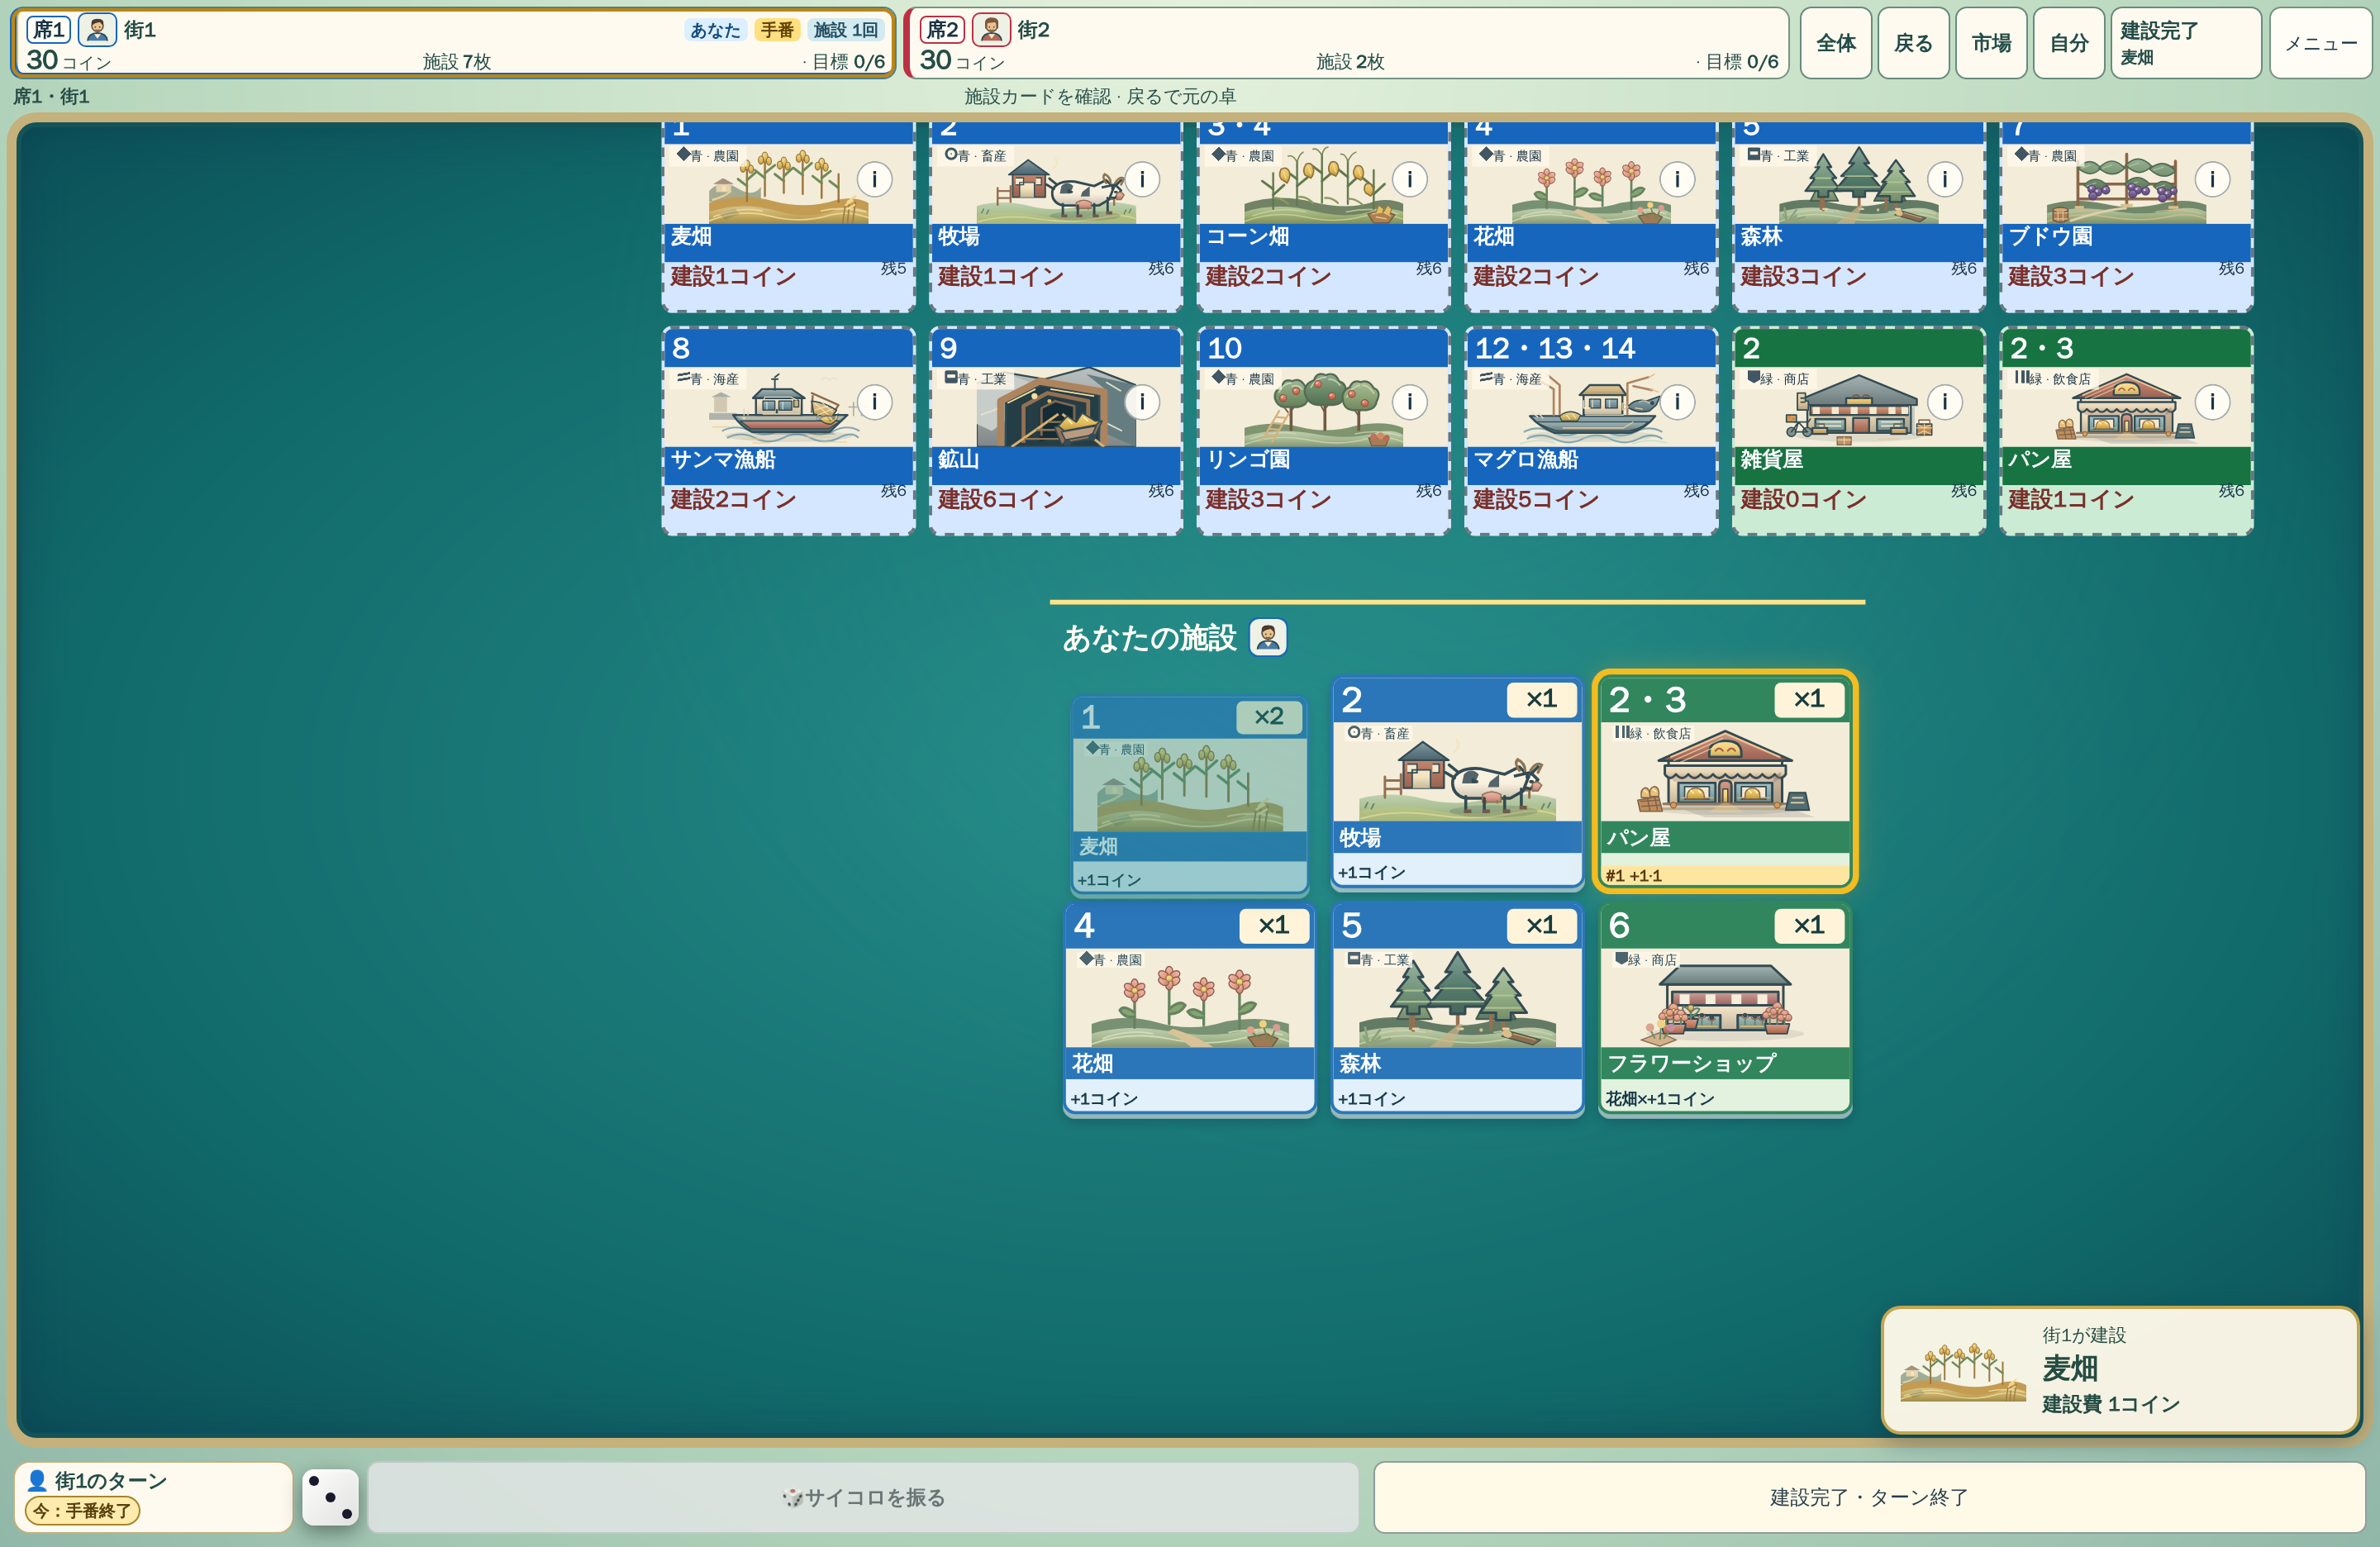 席1 街1 あなた 手番 施設 1回
30 コイン 施設 7枚 · 目標 0/6
席2 街2
30 コイン 施設 2枚 · 目標 0/6
全体
戻る
市場
自分
建設完了
麦畑
メニュー
席1・街1
施設カードを確認 · 戻るで元の卓
1
青 · 農園
i
麦畑
建設1コイン 残5
2
青 · 畜産
i
牧場
建設1コイン 残6
3・4
青 · 農園
i
コーン畑
建設2コイン 残6
4
青 · 農園
i
花畑
建設2コイン 残6
5
青 · 工業
i
森林
建設3コイン 残6
7
青 · 農園
i
ブドウ園
建設3コイン 残6
8
青 · 海産
i
サンマ漁船
建設2コイン 残6
9
青 · 工業
i
鉱山
建設6コイン 残6
10
青 · 農園
i
リンゴ園
建設3コイン 残6
12・13・14
青 · 海産
i
マグロ漁船
建設5コイン 残6
2
緑 · 商店
i
雑貨屋
建設0コイン 残6
2・3
緑 · 飲食店
i
パン屋
建設1コイン 残6
あなたの施設
1 ×2
青 · 農園
麦畑
+1コイン
2 ×1
青 · 畜産
牧場
+1コイン
2・3 ×1
緑 · 飲食店
パン屋
#1 +1·1
4 ×1
青 · 農園
花畑
+1コイン
5 ×1
青 · 工業
森林
+1コイン
6 ×1
緑 · 商店
フラワーショップ
花畑×+1コイン
街1が建設
麦畑
建設費 1コイン
街1のターン
今：手番終了
サイコロを振る
建設完了・ターン終了